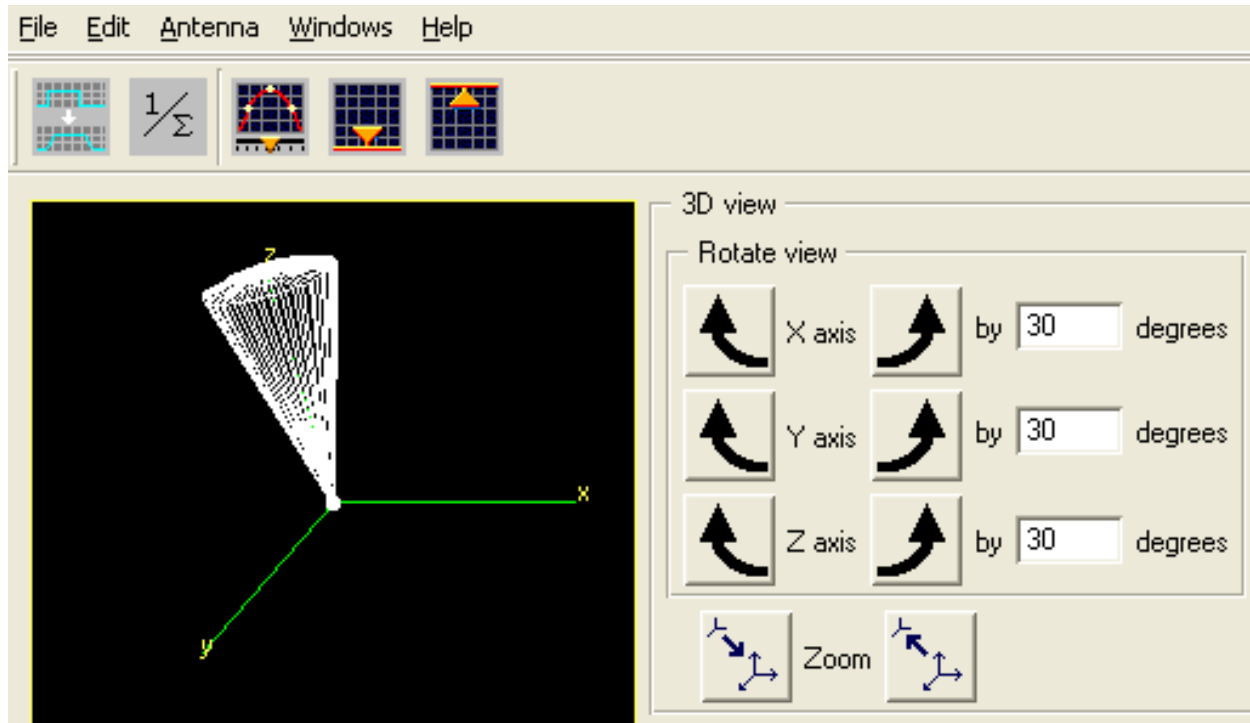 File Edit Antenna Windows Help
1/Σ
3D view
Rotate view
z
X axis by 30 degrees
Y axis by 30 degrees
x
Z axis by 30 degrees
y
Zoom